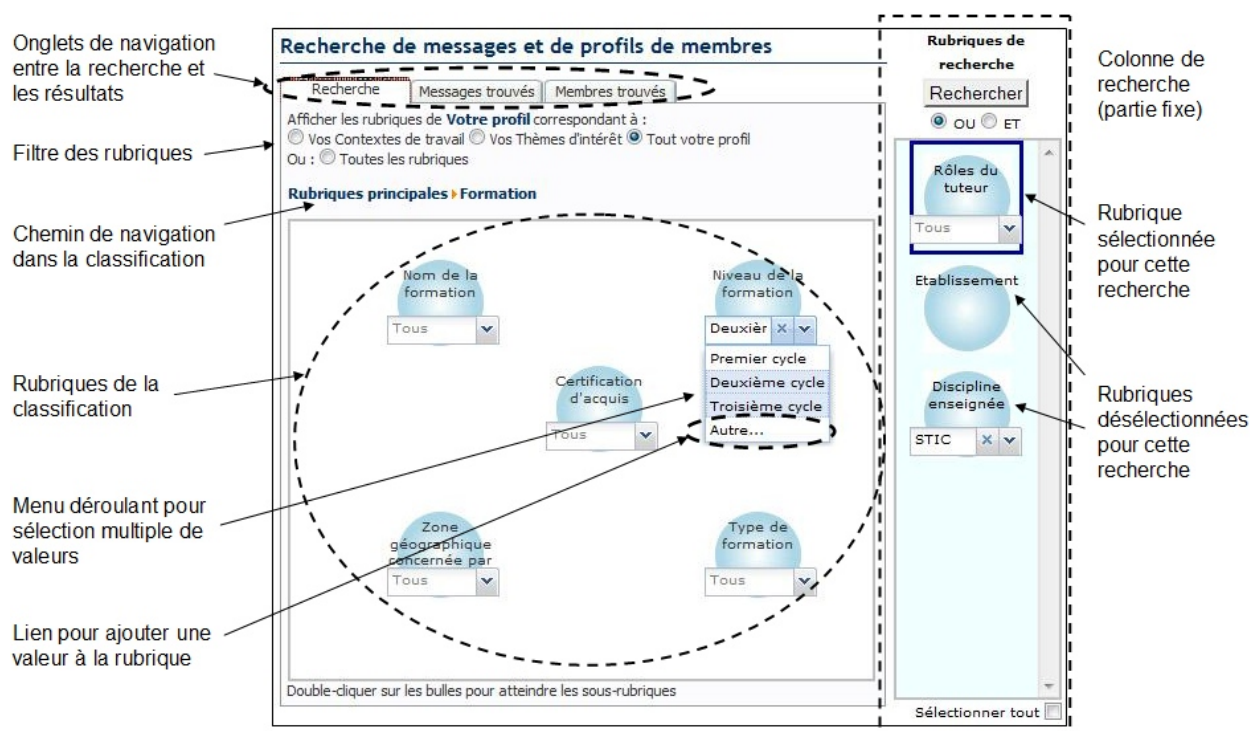 Onglets de navigation
entre la recherche et
les résultats
Filtre des rubriques
Chemin de navigation
dans la classification
Rubriques de la
classification
Menu déroulant pour
sélection multiple de
valeurs
Lien pour ajouter une
valeur à la rubrique
Recherche de messages et de profils de membres
Recherche
Messages trouvés
Membres trouvés
Afficher les rubriques de Votre profil correspondant à :
Vos Contextes de travail Vos Thèmes d'intérêt Tout votre profil
Ou : Toutes les rubriques
Rubriques principales Formation
Nom de la
formation
Tous
Niveau de la
formation
Deuxièr
Premier cycle
Deuxième cycle
Troisième cycle
Autre...
Certification
d'acquis
Tous
Zone
géographique
concernée par
Tous
Type de
formation
Tous
Double-cliquer sur les bulles pour atteindre les sous-rubriques
Rubriques de
recherche
Rechercher
OU ET
Rôles du
tuteur
Tous
Etablissement
Discipline
enseignée
STIC
Sélectionner tout
Colonne de
recherche
(partie fixe)
Rubrique
sélectionnée
pour cette
recherche
Rubriques
désélectionnées
pour cette
recherche